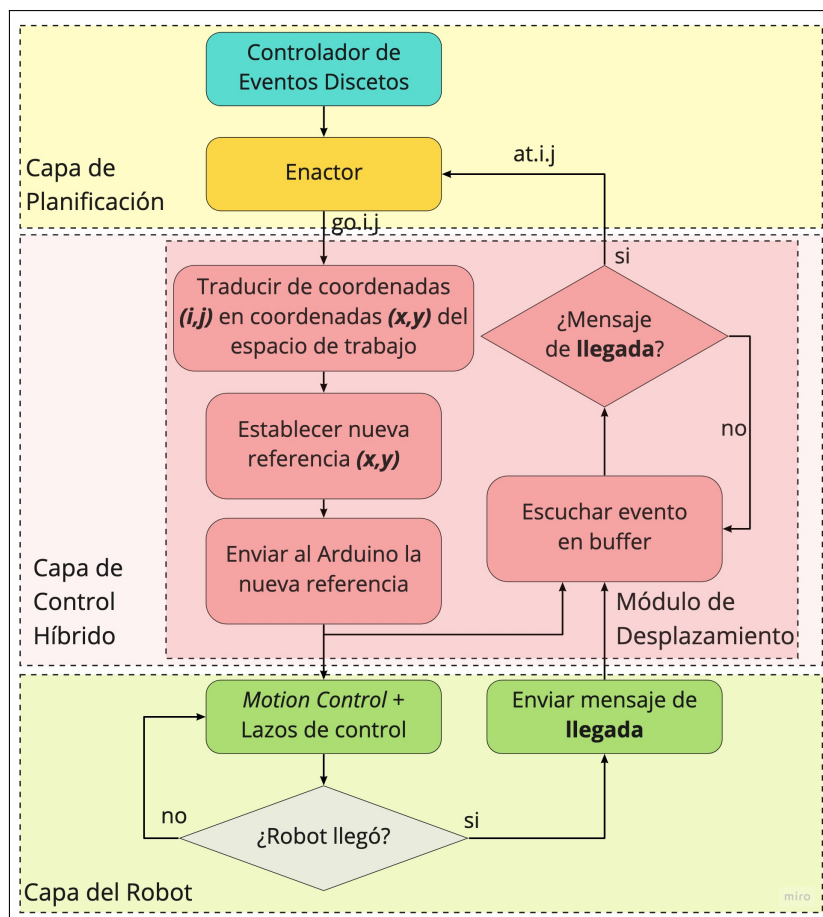 Controlador de
Eventos Discetos
Capa de
Planificación
Enactor
at.i.j
go.i.j
si
Traducir de coordenadas
(i,j) en coordenadas (x,y) del
espacio de trabajo
¿Mensaje
de llegada?
no
Establecer nueva
referencia (x,y)
Escuchar evento
en buffer
Enviar al Arduino la
nueva referencia
Capa de
Control
Híbrido
Módulo de
Desplazamiento
Motion Control +
Lazos de control
Enviar mensaje de
llegada
no
¿Robot llegó?
si
Capa del Robot
miro